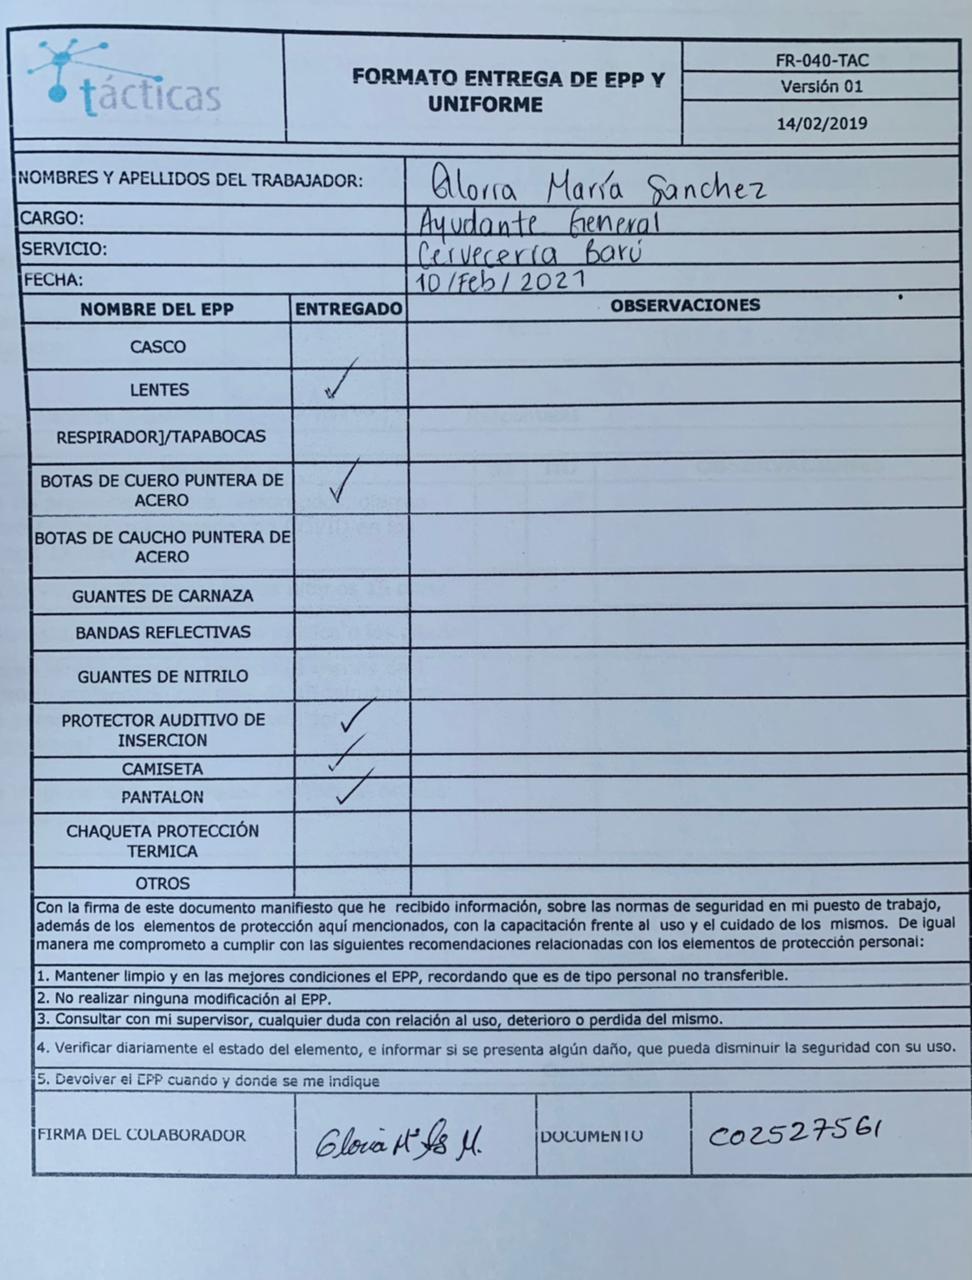 tácticas
FORMATO ENTREGA DE EPP Y
UNIFORME
FR-040-TAC
Versión 01
14/02/2019
NOMBRES Y APELLIDOS DEL TRABAJADOR: Gloria María Sanchez
CARGO: Ayudante General
SERVICIO: Cervecería Barú
FECHA: 10/Feb/2021
NOMBRE DEL EPP ENTREGADO OBSERVACIONES
CASCO
LENTES ✓
RESPIRADOR]/TAPABOCAS
BOTAS DE CUERO PUNTERA DE
ACERO ✓
BOTAS DE CAUCHO PUNTERA DE
ACERO
GUANTES DE CARNAZA
BANDAS REFLECTIVAS
GUANTES DE NITRILO
PROTECTOR AUDITIVO DE
INSERCION ✓
CAMISETA ✓
PANTALON ✓
CHAQUETA PROTECCIÓN
TERMICA
OTROS
Con la firma de este documento manifiesto que he recibido información, sobre las normas de seguridad en mi puesto de trabajo,
además de los elementos de protección aquí mencionados, con la capacitación frente al uso y el cuidado de los mismos. De igual
manera me comprometo a cumplir con las siguientes recomendaciones relacionadas con los elementos de protección personal:
1. Mantener limpio y en las mejores condiciones el EPP, recordando que es de tipo personal no transferible.
2. No realizar ninguna modificación al EPP.
3. Consultar con mi supervisor, cualquier duda con relación al uso, deterioro o perdida del mismo.
4. Verificar diariamente el estado del elemento, e informar si se presenta algún daño, que pueda disminuir la seguridad con su uso.
5. Devolver el EPP cuando y donde se me indique
FIRMA DEL COLABORADOR Gloria Mª M. DOCUMENTO CO2527561